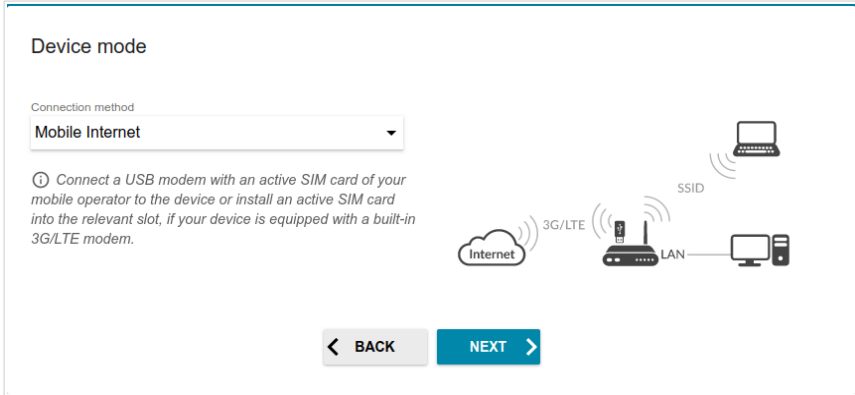 Device mode
Connection method
Mobile Internet
Connect a USB modem with an active SIM card of your
mobile operator to the device or install an active SIM card
into the relevant slot, if your device is equipped with a built-in
3G/LTE modem.
SSID
3G/LTE
Internet
LAN
BACK
NEXT